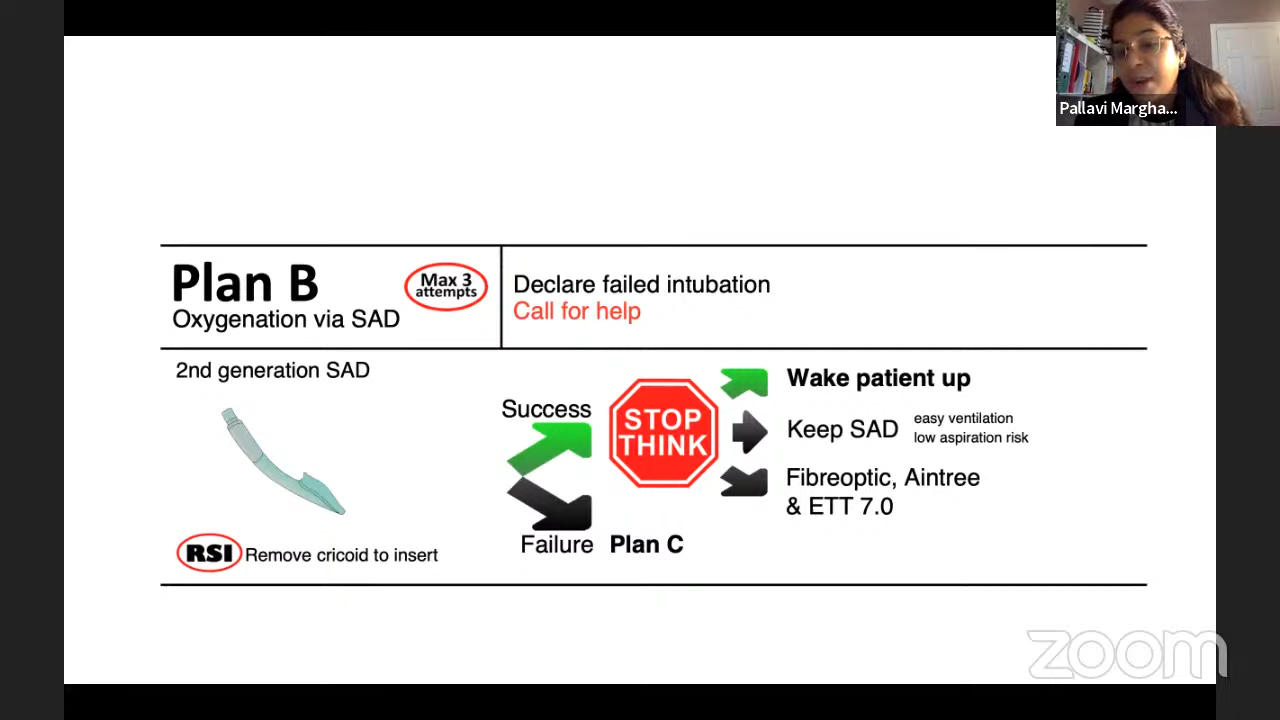 Pallavi Margha...
Plan B
Max 3
attempts
Oxygenation via SAD
Declare failed intubation
Call for help
2nd generation SAD
RSI Remove cricoid to insert
Success
Failure Plan C
STOP
THINK
Wake patient up
Keep SAD
easy ventilation
low aspiration risk
Fibreoptic, Aintree
& ETT 7.0
zoom